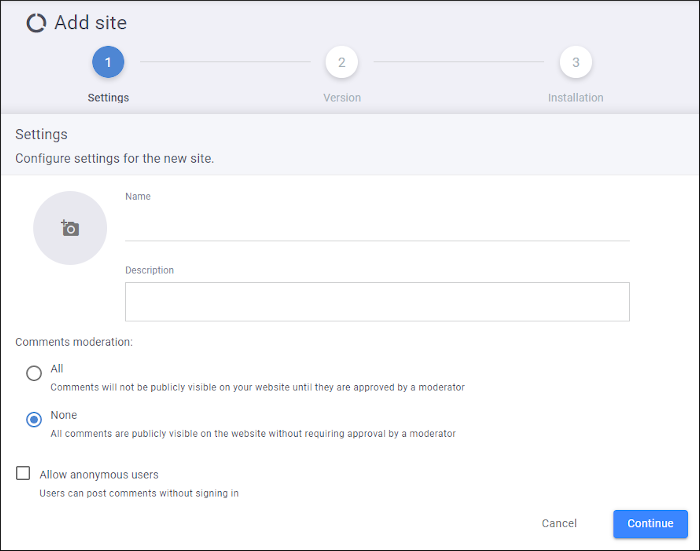 Add site
1
2
3
Settings
Version
Installation
Settings
Configure settings for the new site.
Name
Description
Comments moderation:
All
Comments will not be publicly visible on your website until they are approved by a moderator
None
All comments are publicly visible on the website without requiring approval by a moderator
Allow anonymous users
Users can post comments without signing in
Cancel
Continue